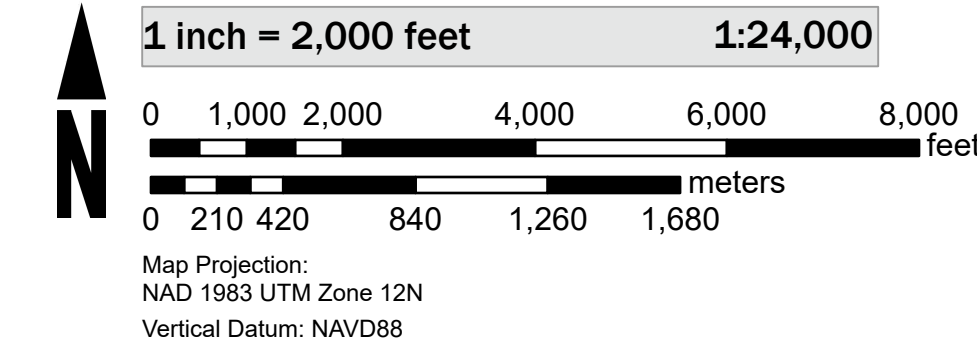 1 inch = 2,000 feet 1:24,000
0 1,000 2,000 4,000 6,000 8,000
feet
N
meters
0 210 420 840 1,260 1,680
Map Projection:
NAD 1983 UTM Zone 12N
Vertical Datum: NAVD88